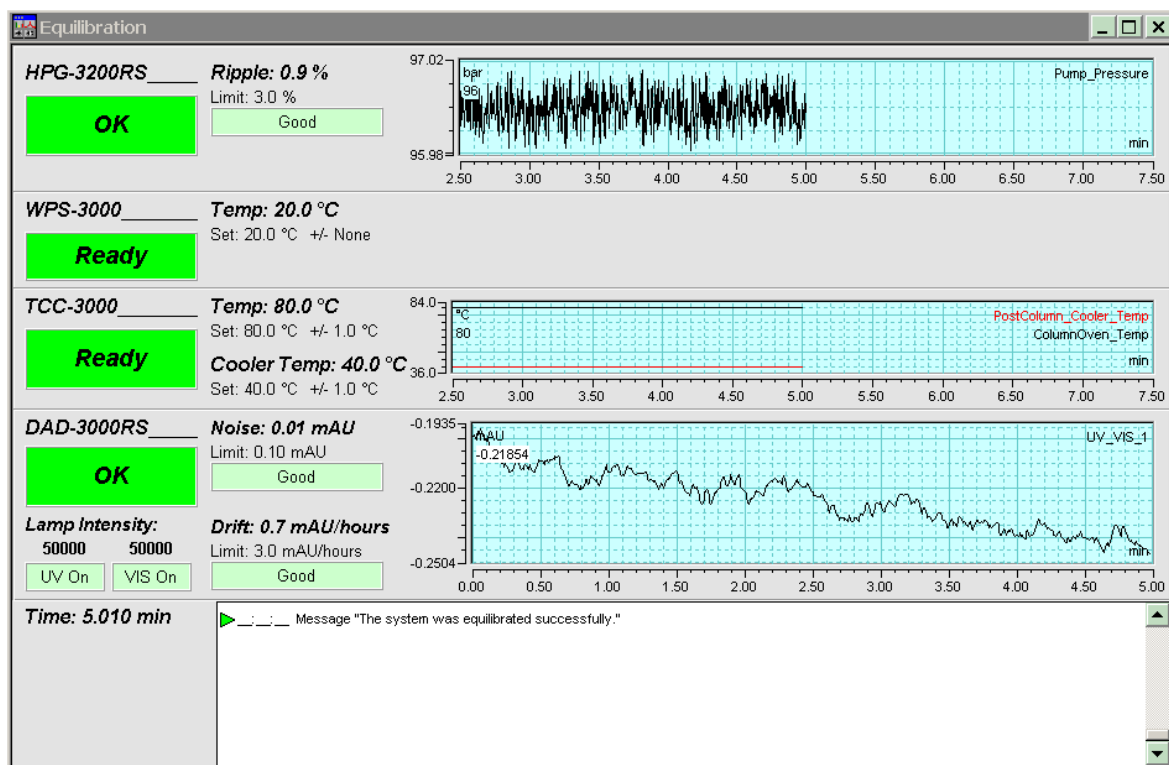 Equilibration
HPG-3200RS_____
OK
Ripple: 0.9 %
Limit: 3.0 %
Good
97.02
bar
96
Pump_Pressure
min
95.98
2.50 3.00 3.50 4.00 4.50 5.00 5.50 6.00 6.50 7.00 7.50
WPS-3000_______
Ready
Temp: 20.0 °C
Set: 20.0 °C +/- None
TCC-3000_______
Ready
Temp: 80.0 °C
Set: 80.0 °C +/- 1.0 °C
Cooler Temp: 40.0 °C
Set: 40.0 °C +/- 1.0 °C
84.0
°C
80
PostColumn_Cooler_Temp
ColumnOven_Temp
min
36.0
2.50 3.00 3.50 4.00 4.50 5.00 5.50 6.00 6.50 7.00 7.50
DAD-3000RS_____
OK
Noise: 0.01 mAU
Limit: 0.10 mAU
Good
Lamp Intensity:
50000 50000
UV On VIS On
Drift: 0.7 mAU/hours
Limit: 3.0 mAU/hours
Good
-0.1935
mAU
-0.21854
UV_VIS_1
-0.2200
min
-0.2504
0.00 0.50 1.00 1.50 2.00 2.50 3.00 3.50 4.00 4.50 5.00
Time: 5.010 min
__:__:__ Message "The system was equilibrated successfully."